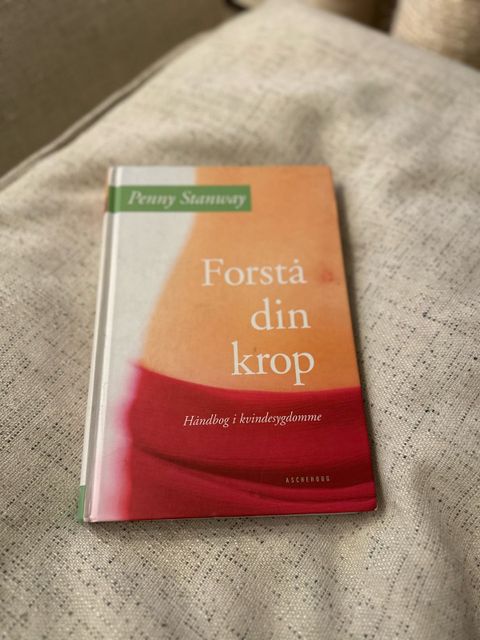 Penny Stanway
Forstå
din
krop
Håndbog i kvindesygdomme
ASCHEHOUG